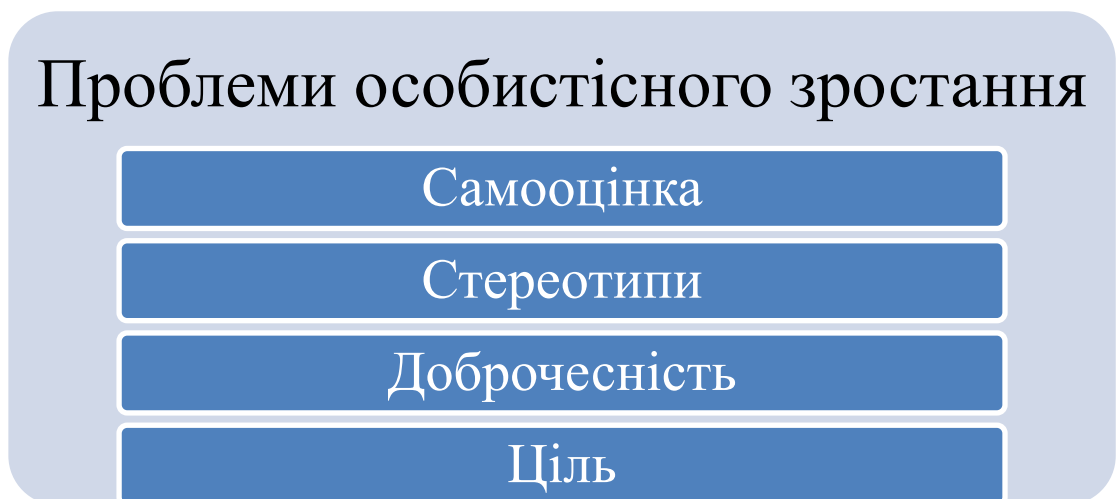 Проблеми особистісного зростання
Самооцінка
Стереотипи
Доброчесність
Ціль